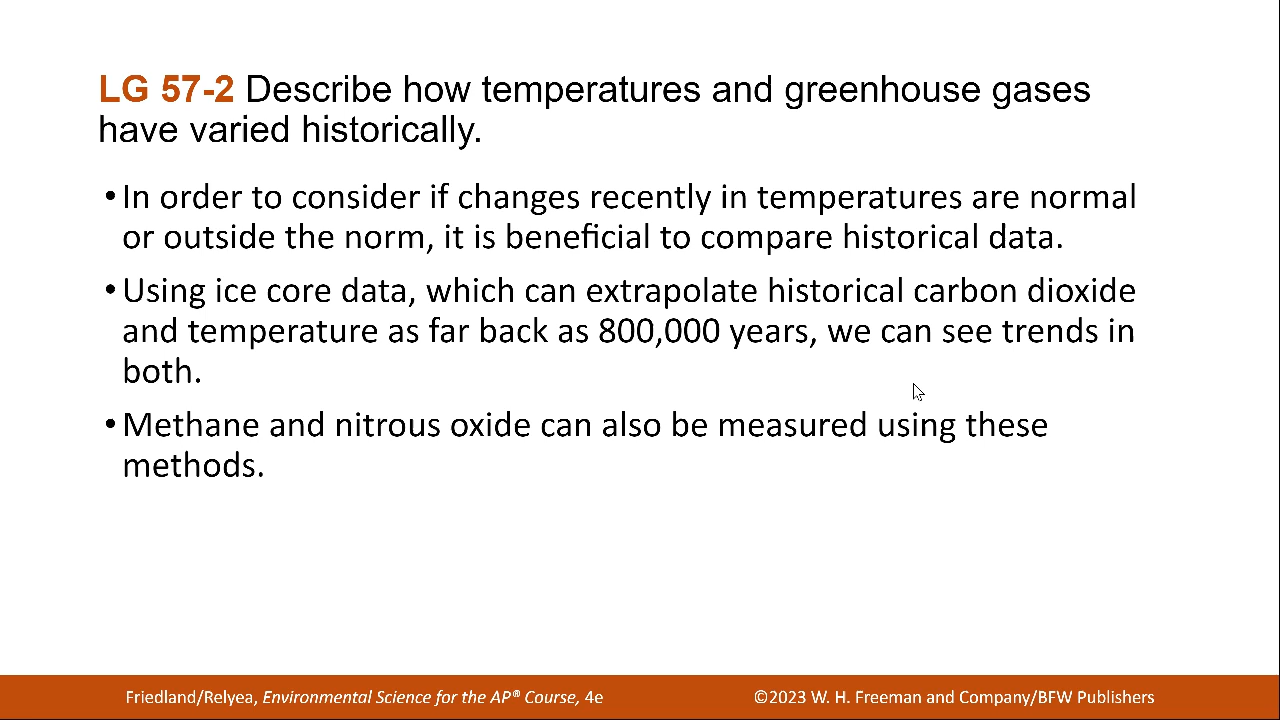 LG 57-2 Describe how temperatures and greenhouse gases
have varied historically.
•In order to consider if changes recently in temperatures are normal
or outside the norm, it is beneficial to compare historical data.
•Using ice core data, which can extrapolate historical carbon dioxide
and temperature as far back as 800,000 years, we can see trends in
both.
•Methane and nitrous oxide can also be measured using these
methods.
Friedland/Relyea, Environmental Science for the AP® Course, 4e
©2023 W. H. Freeman and Company/BFW Publishers